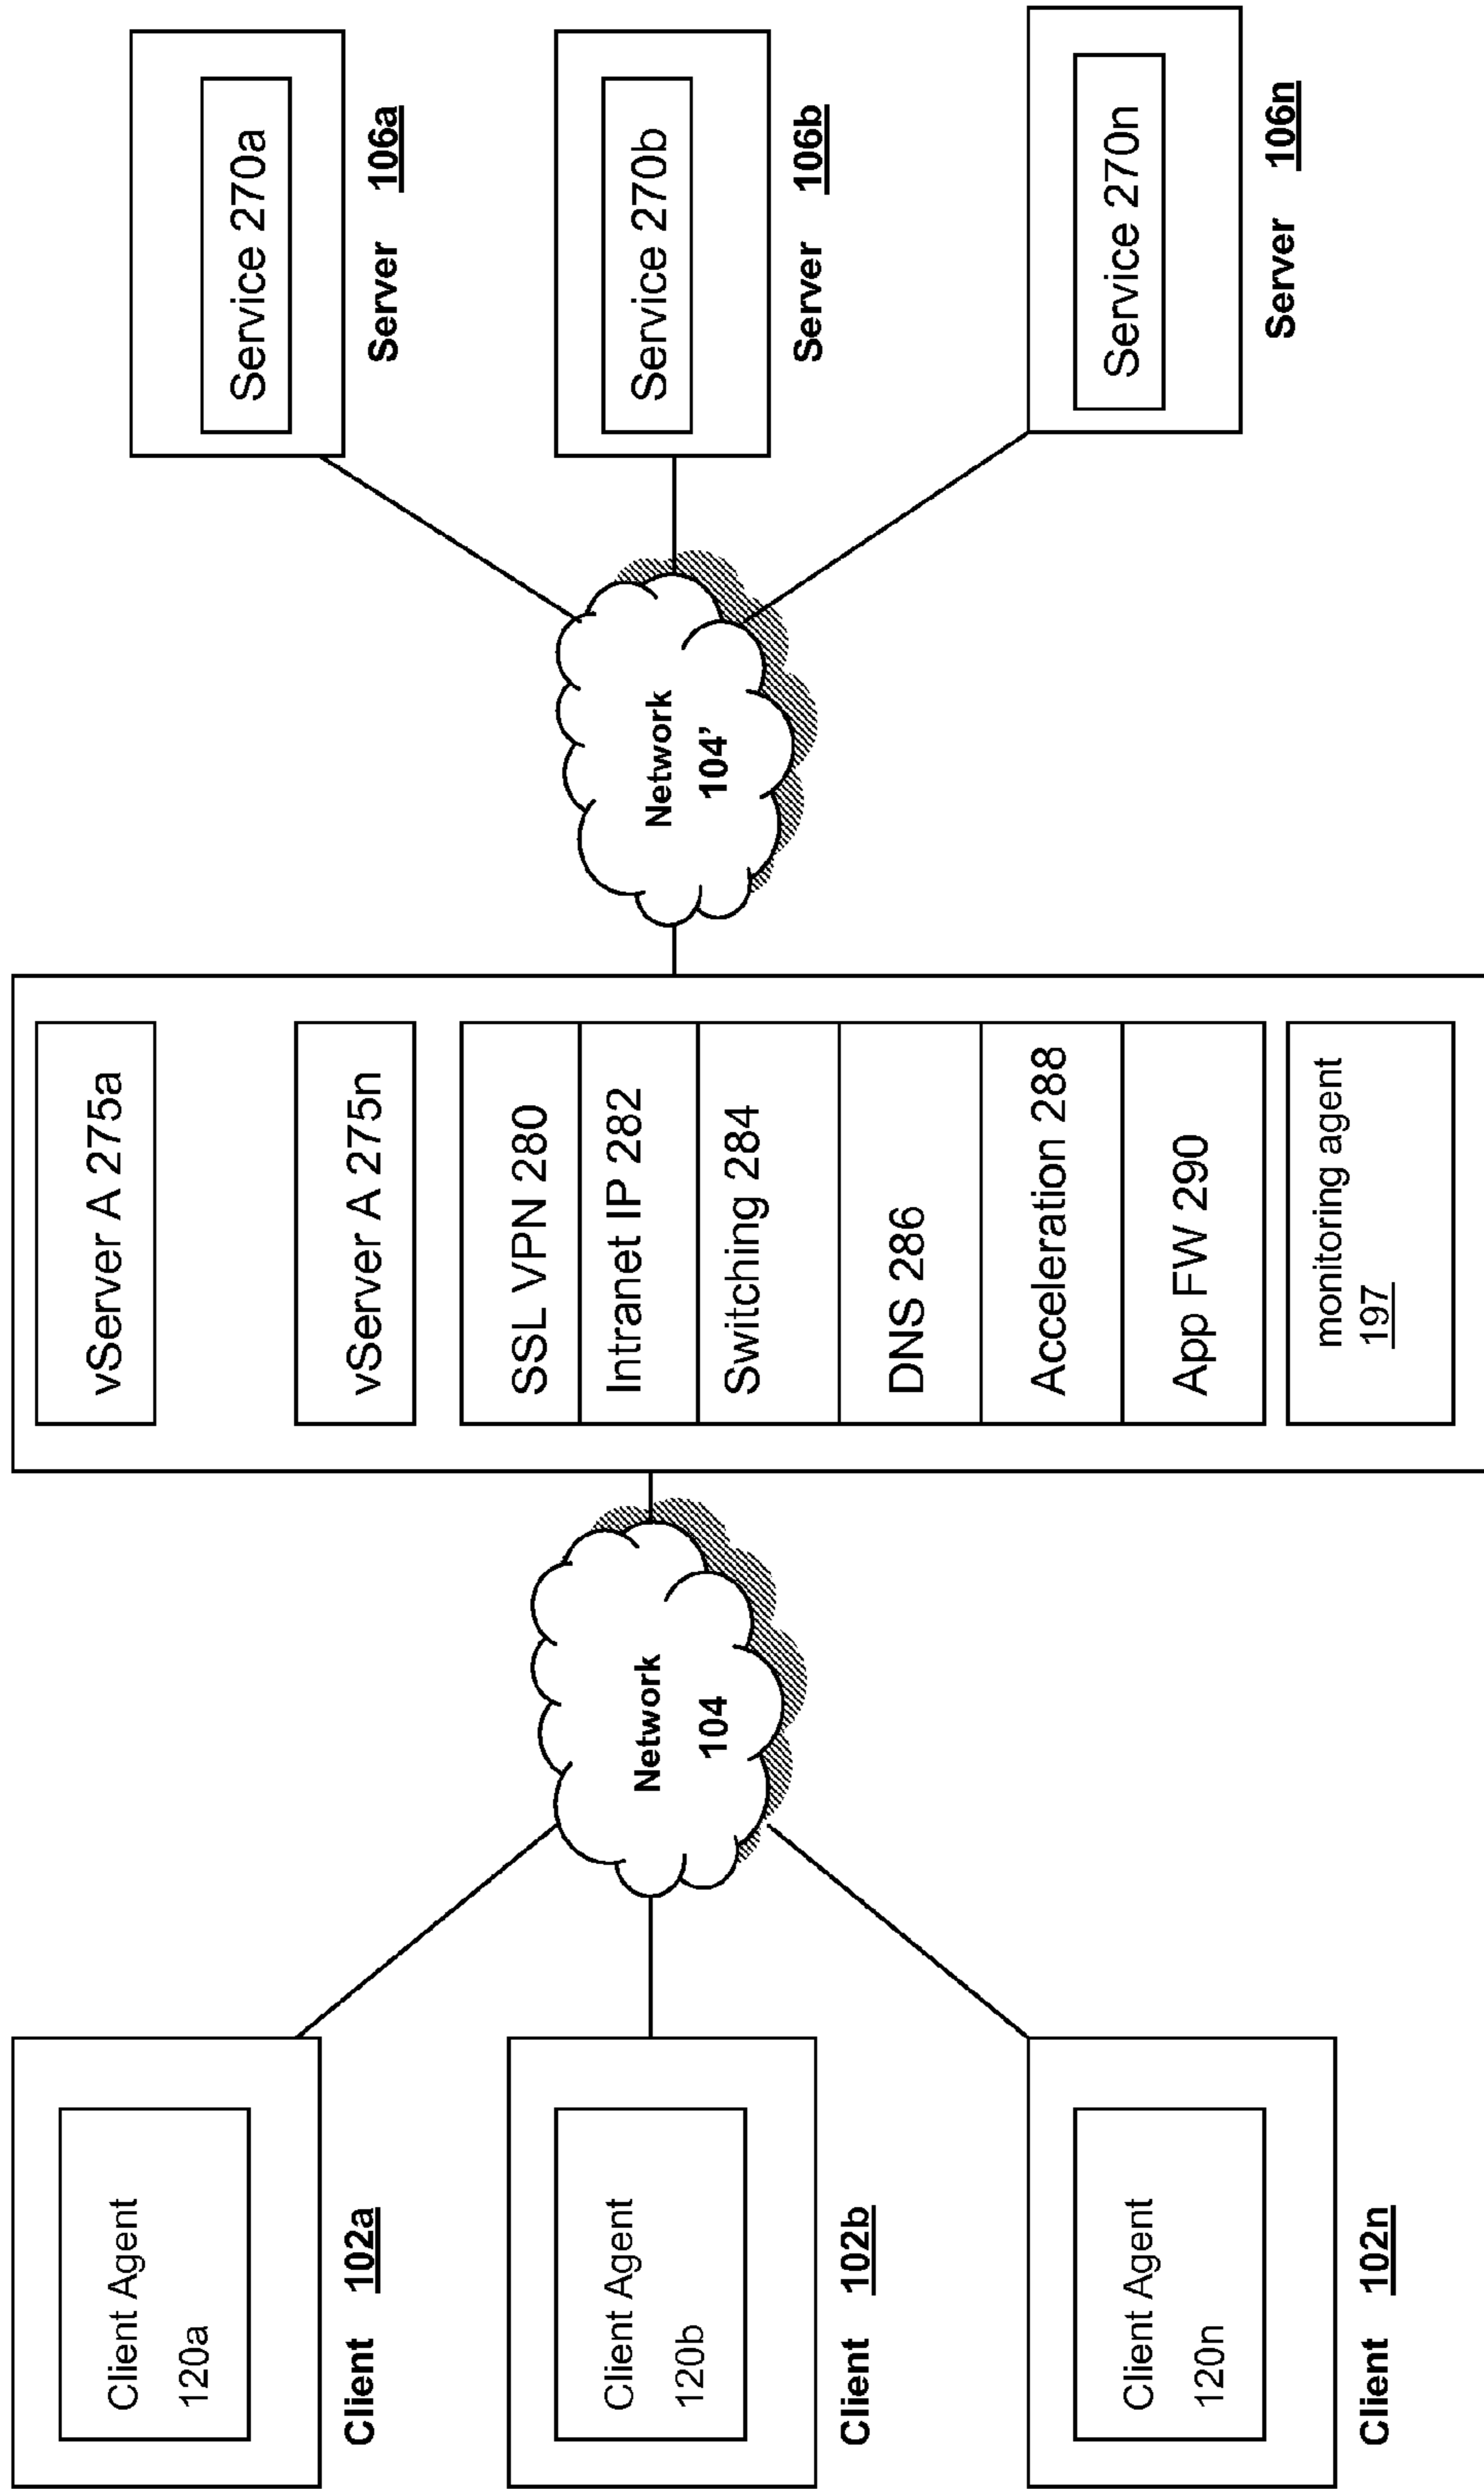 Client Agent
120a
Client 102a
Client Agent
120b
Client 102b
Client Agent
120n
Client 102n
Network
104
vServer A 275a
vServer A 275n
SSL VPN 280
Intranet IP 282
Switching 284
DNS 286
Acceleration 288
App FW 290
monitoring agent
197
Network
104’
Service 270a
Server 106a
Service 270b
Server 106b
Service 270n
Server 106n